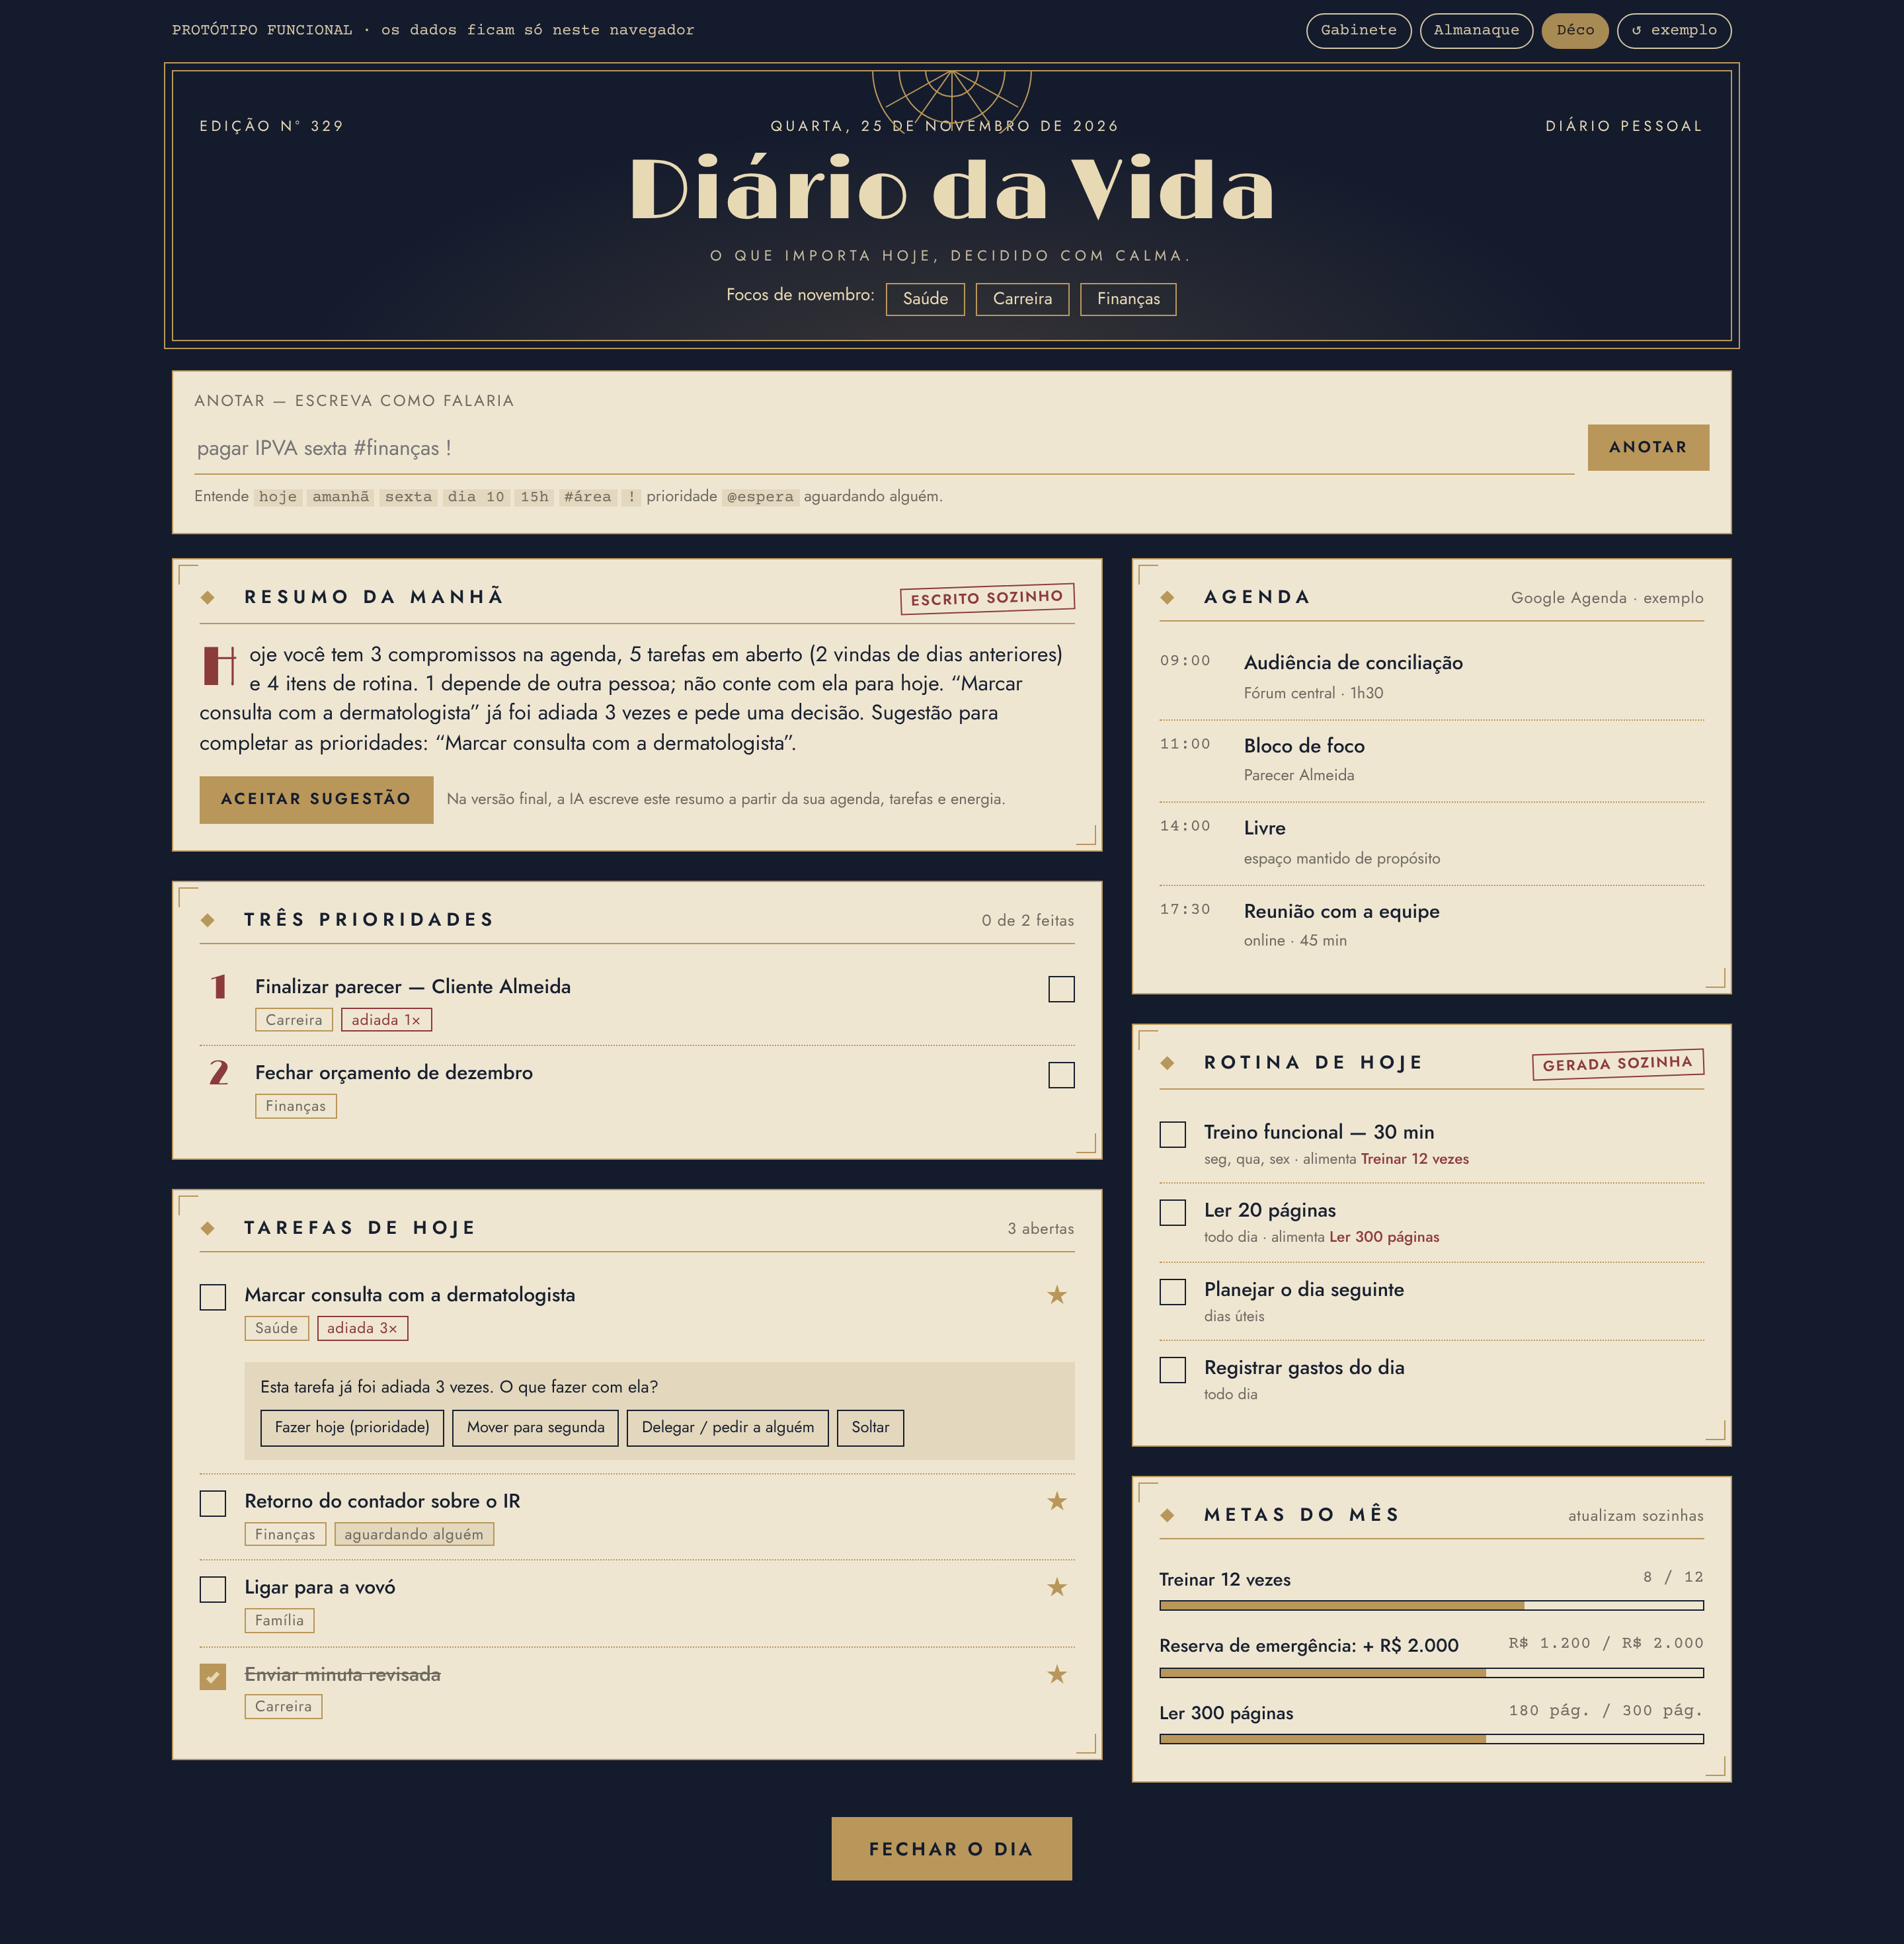 PROTÓTIPO FUNCIONAL · os dados ficam só neste navegador
Gabinete
Almanaque
Déco
↺ exemplo
EDIÇÃO Nº 329
QUARTA, 25 DE NOVEMBRO DE 2026
DIÁRIO PESSOAL
Diário da Vida
O QUE IMPORTA HOJE, DECIDIDO COM CALMA.
Focos de novembro: Saúde Carreira Finanças
ANOTAR — ESCREVA COMO FALARIA
pagar IPVA sexta #finanças !
ANOTAR
Entende hoje amanhã sexta dia 10 15h #área ! prioridade @espera aguardando alguém.
RESUMO DA MANHÃ
ESCRITO SOZINHO
Hoje você tem 3 compromissos na agenda, 5 tarefas em aberto (2 vindas de dias anteriores)
e 4 itens de rotina. 1 depende de outra pessoa; não conte com ela para hoje. “Marcar
consulta com a dermatologista” já foi adiada 3 vezes e pede uma decisão. Sugestão para
completar as prioridades: “Marcar consulta com a dermatologista”.
ACEITAR SUGESTÃO
Na versão final, a IA escreve este resumo a partir da sua agenda, tarefas e energia.
TRÊS PRIORIDADES
0 de 2 feitas
1 Finalizar parecer — Cliente Almeida
Carreira adiada 1×
2 Fechar orçamento de dezembro
Finanças
TAREFAS DE HOJE
3 abertas
Marcar consulta com a dermatologista ★
Saúde adiada 3×
Esta tarefa já foi adiada 3 vezes. O que fazer com ela?
Fazer hoje (prioridade) Mover para segunda Delegar / pedir a alguém Soltar
Retorno do contador sobre o IR ★
Finanças aguardando alguém
Ligar para a vovó ★
Família
Enviar minuta revisada ★
Carreira
AGENDA
Google Agenda · exemplo
09:00 Audiência de conciliação
Fórum central · 1h30
11:00 Bloco de foco
Parecer Almeida
14:00 Livre
espaço mantido de propósito
17:30 Reunião com a equipe
online · 45 min
ROTINA DE HOJE
GERADA SOZINHA
Treino funcional — 30 min
seg, qua, sex · alimenta Treinar 12 vezes
Ler 20 páginas
todo dia · alimenta Ler 300 páginas
Planejar o dia seguinte
dias úteis
Registrar gastos do dia
todo dia
METAS DO MÊS
atualizam sozinhas
Treinar 12 vezes 8 / 12
Reserva de emergência: + R$ 2.000 R$ 1.200 / R$ 2.000
Ler 300 páginas 180 pág. / 300 pág.
FECHAR O DIA